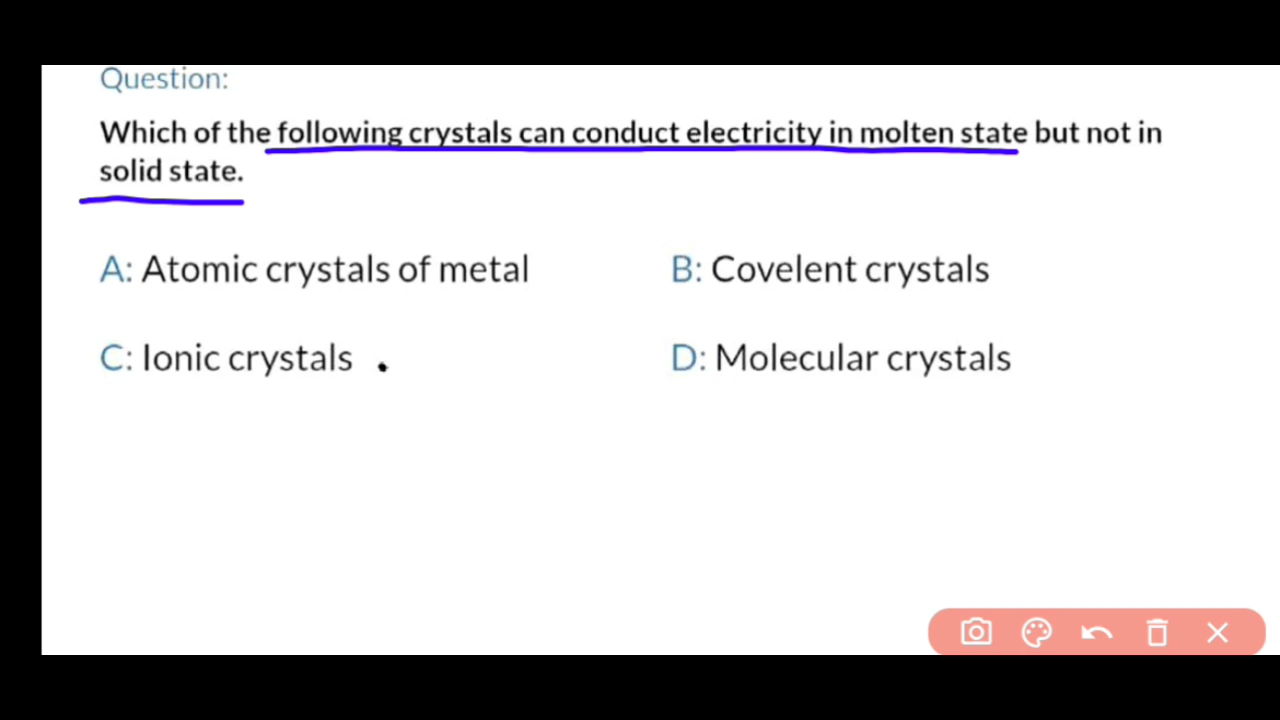 Question:
Which of the following crystals can conduct electricity in molten state but not in
solid state.
A: Atomic crystals of metal
B: Covelent crystals
C: Ionic crystals
D: Molecular crystals